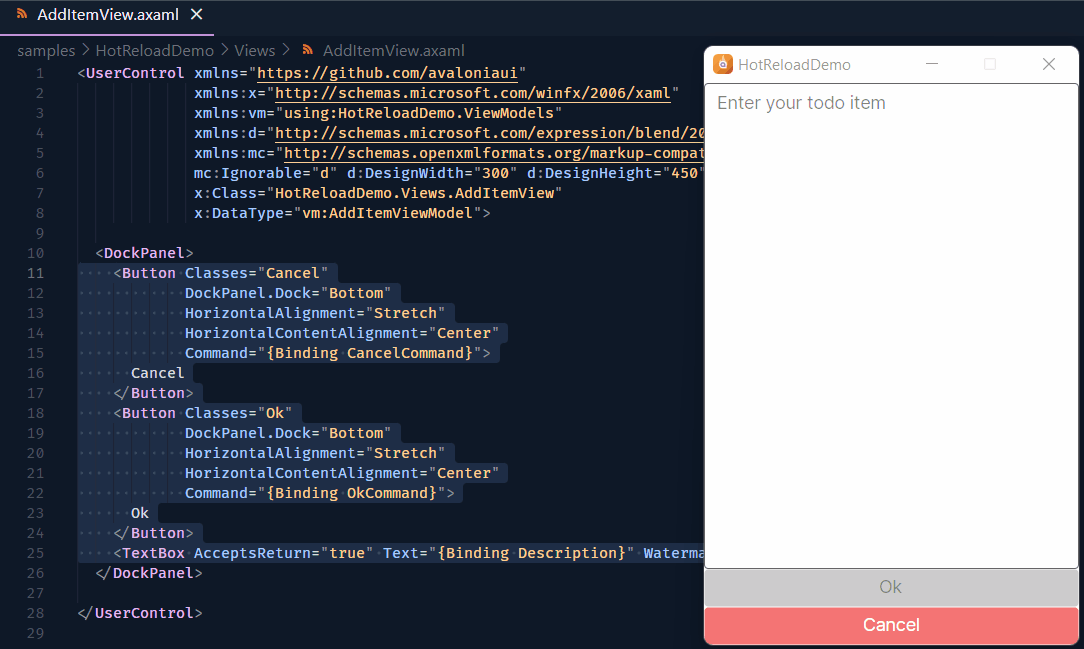 AddItemView.axaml
samples > HotReloadDemo > Views > AddItemView.axaml
1 <UserControl xmlns="https://github.com/avaloniaui"
2 xmlns:x="http://schemas.microsoft.com/winfx/2006/xaml"
3 xmlns:vm="using:HotReloadDemo.ViewModels"
4 xmlns:d="http://schemas.microsoft.com/expression/blend/20
5 xmlns:mc="http://schemas.openxmlformats.org/markup-compat
6 mc:Ignorable="d" d:DesignWidth="300" d:DesignHeight="450"
7 x:Class="HotReloadDemo.Views.AddItemView"
8 x:DataType="vm:AddItemViewModel">
9
10 <DockPanel>
11 <Button Classes="Cancel"
12 DockPanel.Dock="Bottom"
13 HorizontalAlignment="Stretch"
14 HorizontalContentAlignment="Center"
15 Command="{Binding CancelCommand}">
16 Cancel
17 </Button>
18 <Button Classes="Ok"
19 DockPanel.Dock="Bottom"
20 HorizontalAlignment="Stretch"
21 HorizontalContentAlignment="Center"
22 Command="{Binding OkCommand}">
23 Ok
24 </Button>
25 <TextBox AcceptsReturn="true" Text="{Binding Description}" Waterma
26 </DockPanel>
27
28 </UserControl>
29
HotReloadDemo
Enter your todo item
Ok
Cancel